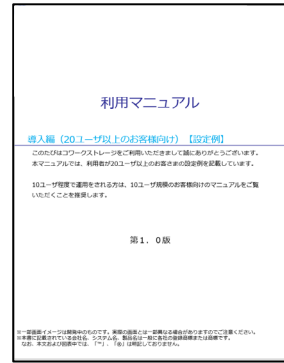 利用マニュアル
導入編（20ユーザ以上のお客様向け）【設定例】
このたびはコワークストレージをご利用いただきまして誠にありがとうございます。
本マニュアルでは、利用者が20ユーザ以上のお客さまの設定例を記載しています。
10ユーザ程度で運用をされる方は、10ユーザ規模のお客様向けのマニュアルをご覧
いただくことを推奨します。
第１．０版
※一部画面イメージは開発中のものです。実際の画面とは一部異なる場合がありますのでご注意ください。
※本書に記載されている会社名、システム名、製品名は一般に各社の登録商標または商標です。
なお、本文および図表中では、「™」、「®」は明記しておりません。